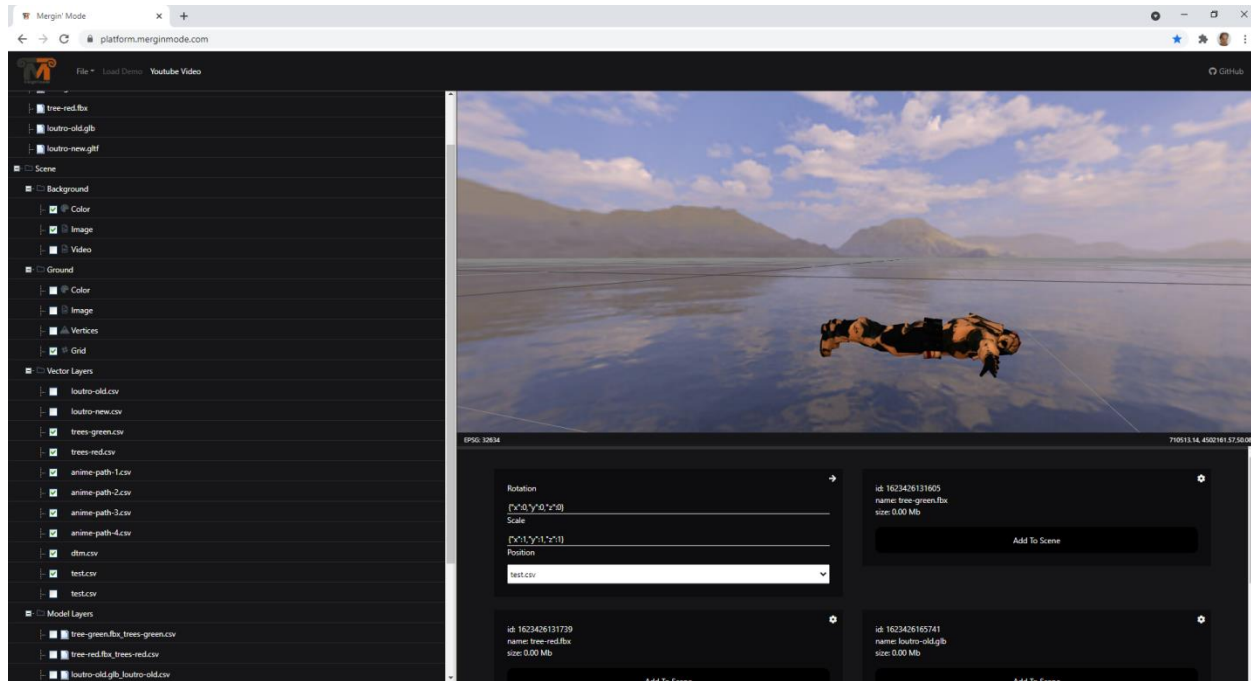 Mergin' Mode
platform.merginmode.com
File Load Demo Youtube Video
GitHub
tree-red.fbx
loutro-old.glb
loutro-new.gltf
Scene
Background
Color
Image
Video
Ground
Color
Image
Vertices
Grid
Vector Layers
loutro-old.csv
loutro-new.csv
trees-green.csv
trees-red.csv
anime-path-1.csv
anime-path-2.csv
anime-path-3.csv
anime-path-4.csv
dtm.csv
test.csv
test.csv
Model Layers
tree-green.fbx_trees-green.csv
tree-red.fbx_trees-red.csv
loutro-old.glb_loutro-old.csv
EPSG: 32634
710513.14, 4502161.57,50.08
Rotation
{"x":0,"y":0,"z":0}
Scale
{"x":1,"y":1,"z":1}
Position
test.csv
id: 1623426131605
name: tree-green.fbx
size: 0.00 Mb
Add To Scene
id: 1623426131739
name: tree-red.fbx
size: 0.00 Mb
Add To Scene
id: 1623426165741
name: loutro-old.glb
size: 0.00 Mb
Add To Scene